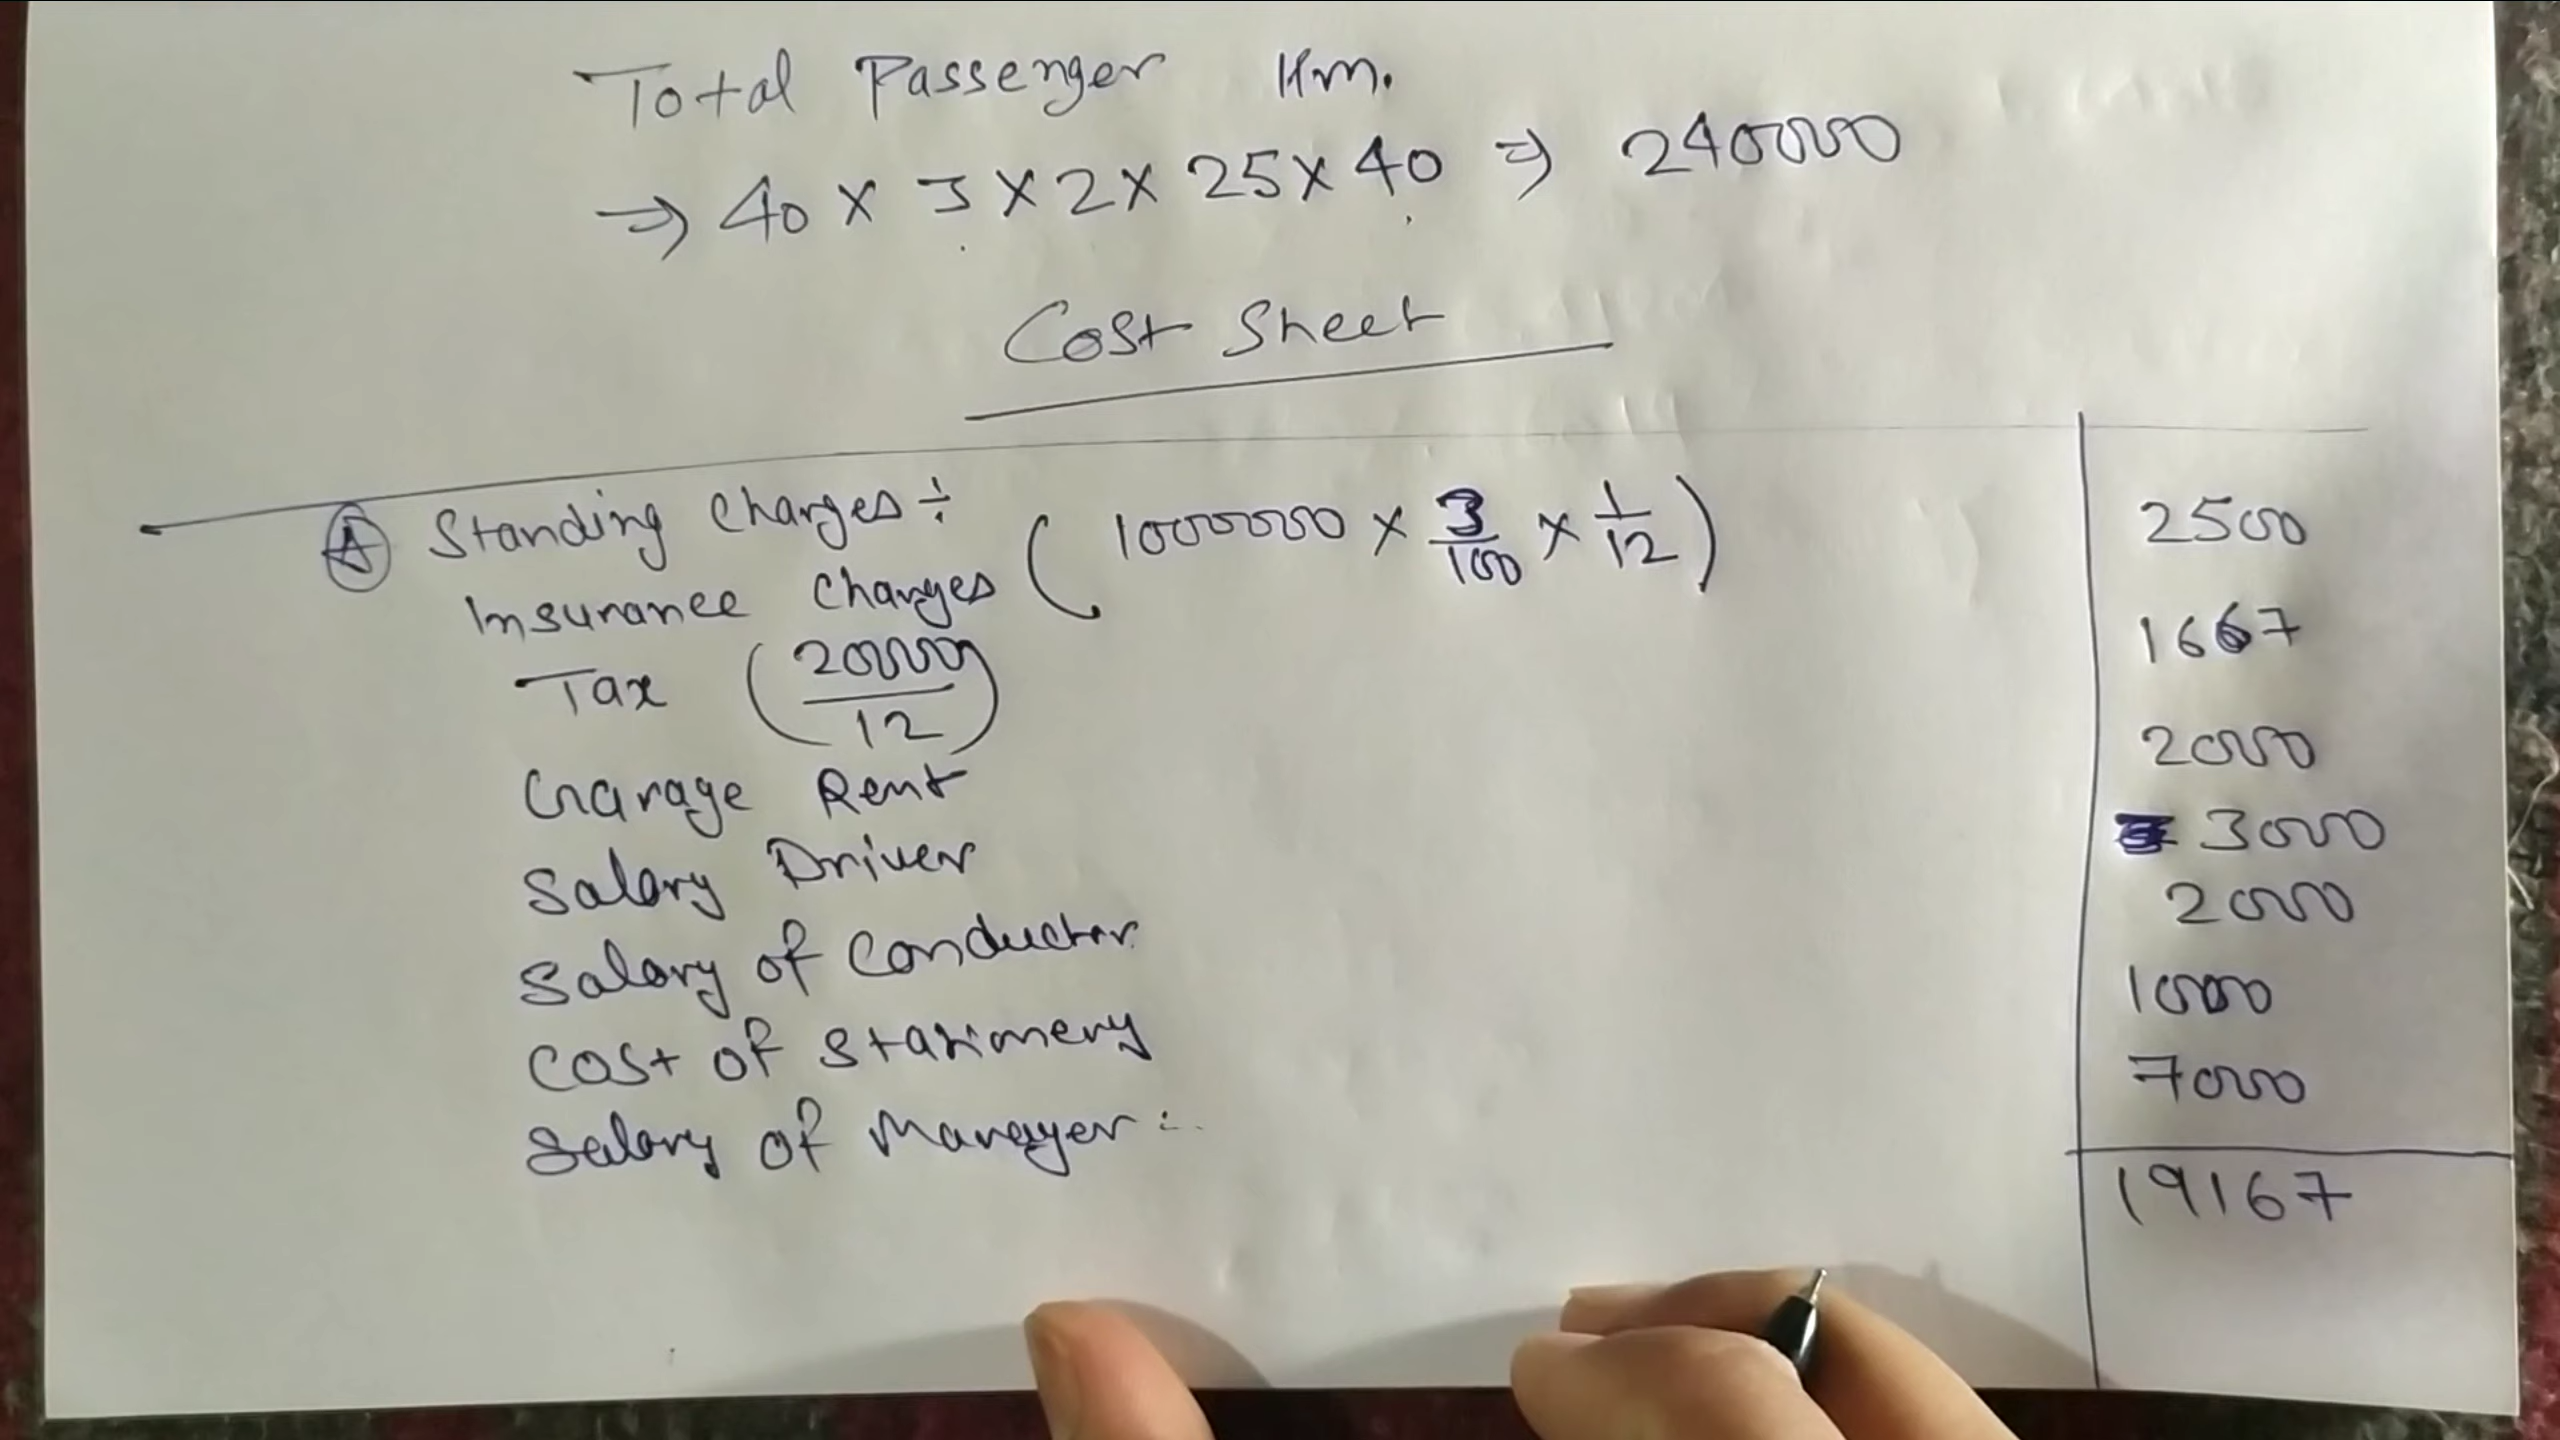 Total Passenger Km.
⇒ 40 × 3 × 2 × 25 × 40 ⇒ 240000
Cost Sheet
(A) Standing Charges ÷
Insurance Charges (1000000 × 3/100 × 1/12) 2500
Tax (20000/12) 1667
Garage Rent 2000
Salary Driver 3000
Salary of Conductor 2000
Cost of Stationery 1000
Salary of Manager :. 7000
19167